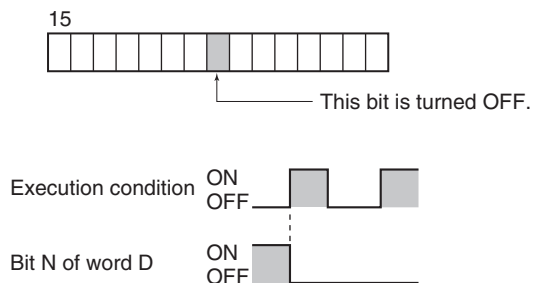 15
This bit is turned OFF.
Execution condition ON
OFF
Bit N of word D ON
OFF